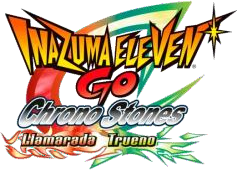 INAZUMA ELEVEN
GO
Chrono Stones
Llamarada Trueno